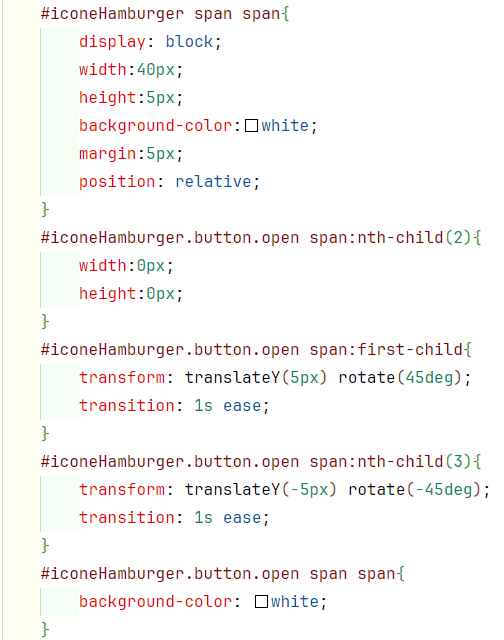 #iconeHamburger span span{
display: block;
width:40px;
height:5px;
background-color:white;
margin:5px;
position: relative;
}
#iconeHamburger.button.open span:nth-child(2){
width:0px;
height:0px;
}
#iconeHamburger.button.open span:first-child{
transform: translateY(5px) rotate(45deg);
transition: 1s ease;
}
#iconeHamburger.button.open span:nth-child(3){
transform: translateY(-5px) rotate(-45deg);
transition: 1s ease;
}
#iconeHamburger.button.open span span{
background-color: white;
}